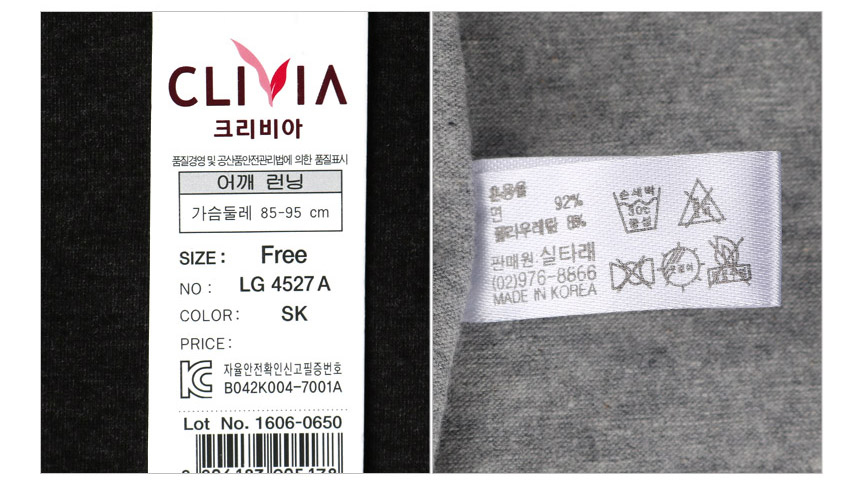 CLIVIA
크리비아
품질경영 및 공산품안전관리법에 의한 품질표시
어깨 런닝
가슴둘레 85-95 cm
SIZE : Free
NO : LG 4527 A
COLOR: SK
PRICE:
자율안전확인신고필증번호
B042K004-7001A
Lot No. 1606-0650
혼용율
면 92%
폴리우레탄 8%
판매원: 실타래
(02)976-8866
MADE IN KOREA
손세탁
30℃
중성